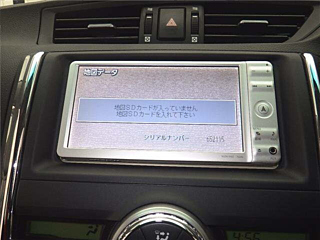 地図データ
地図SDカードが入っていません
地図SDカードを入れて下さい
シリアルナンバー